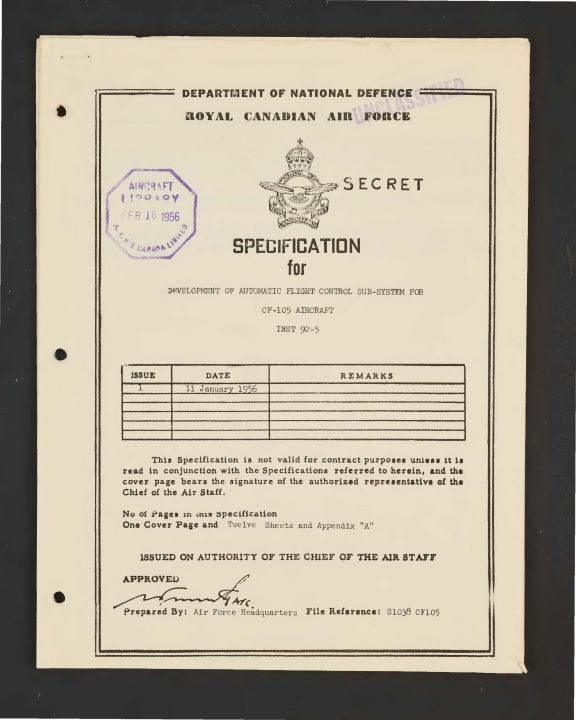 DEPARTMENT OF NATIONAL DEFENCE
UNCLASSIFIED
ROYAL CANADIAN AIR FORCE
SECRET
AIRCRAFT
LIBRARY
FEB 16 1956
CANADA LIMITED
SPECIFICATION
for
DEVELOPMENT OF AUTOMATIC FLIGHT CONTROL SUB-SYSTEM FOR
CF-105 AIRCRAFT
INST 92-5
ISSUE DATE REMARKS
1 11 January 1956
This Specification is not valid for contract purposes unless it is
read in conjunction with the Specifications referred to herein, and the
cover page bears the signature of the authorized representative of the
Chief of the Air Staff.
No of Pages in this Specification
One Cover Page and Twelve Sheets and Appendix "A"
ISSUED ON AUTHORITY OF THE CHIEF OF THE AIR STAFF
APPROVED
Prepared By: Air Force Headquarters File Reference: S1038 CF105